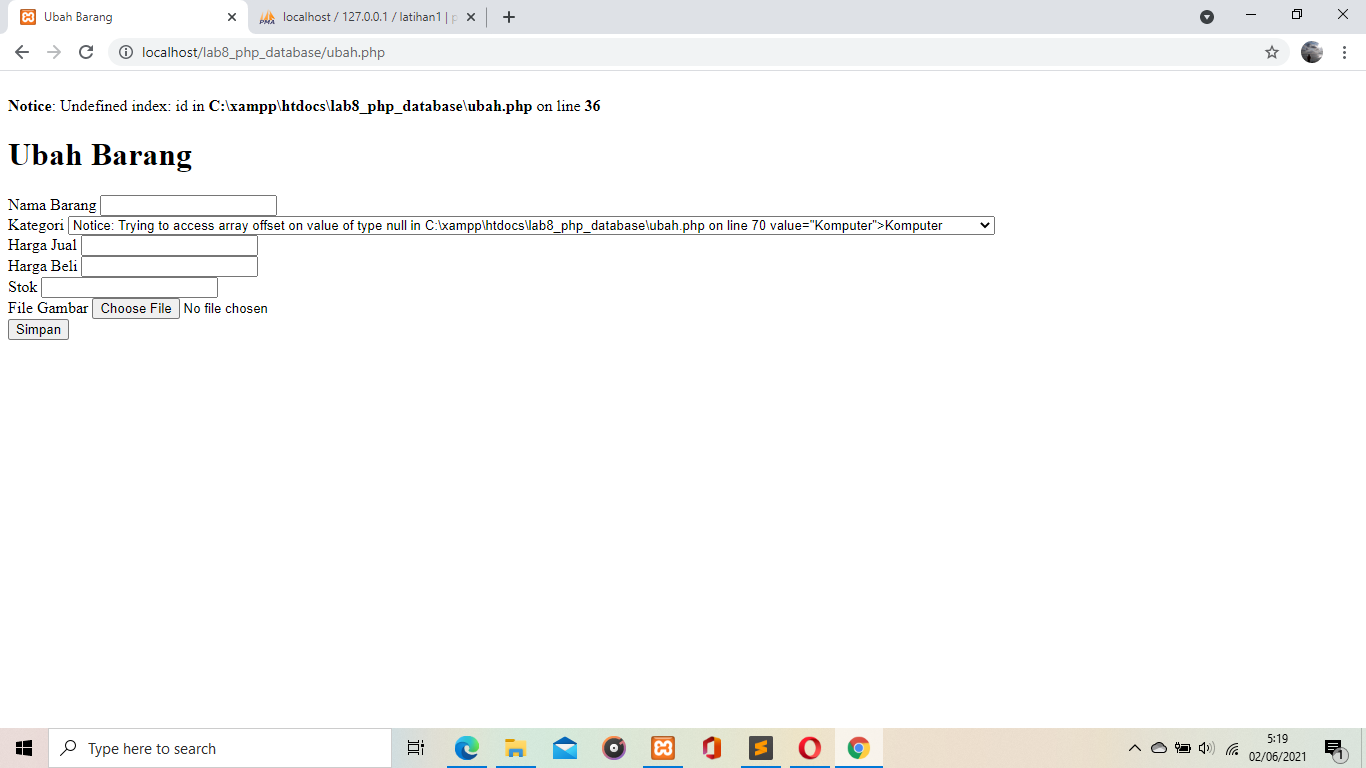 Ubah Barang
localhost / 127.0.0.1 / latihan1 | p
localhost/lab8_php_database/ubah.php
Notice: Undefined index: id in C:\xampp\htdocs\lab8_php_database\ubah.php on line 36
Ubah Barang
Nama Barang
Kategori Notice: Trying to access array offset on value of type null in C:\xampp\htdocs\lab8_php_database\ubah.php on line 70 value="Komputer">Komputer
Harga Jual
Harga Beli
Stok
File Gambar Choose File No file chosen
Simpan
Type here to search
5:19
02/06/2021
1
PMA